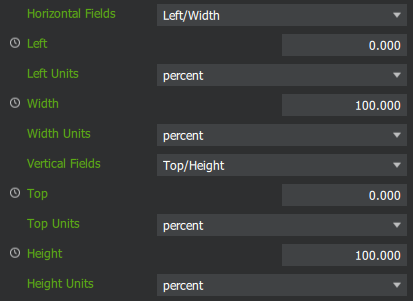 Horizontal Fields Left/Width
Left 0.000
Left Units percent
Width 100.000
Width Units percent
Vertical Fields Top/Height
Top 0.000
Top Units percent
Height 100.000
Height Units percent